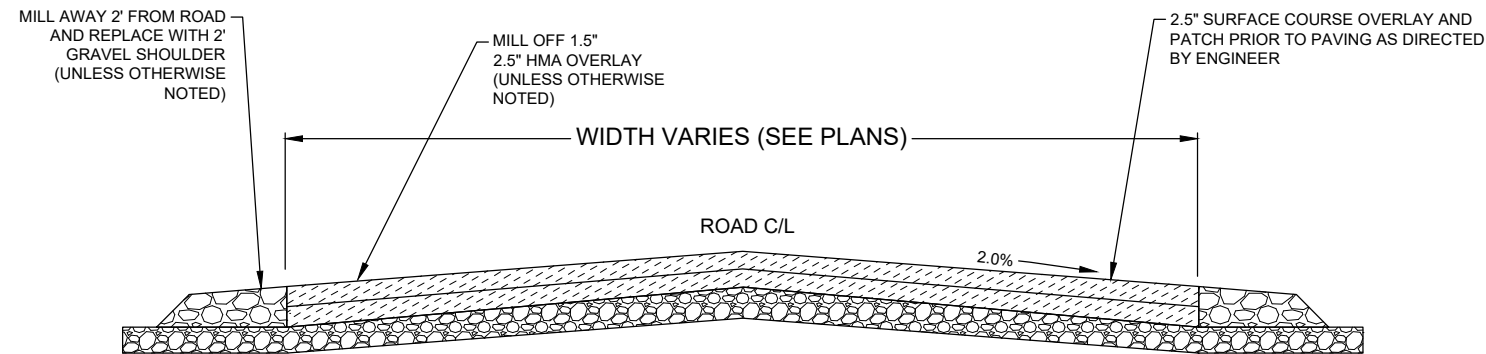 MILL AWAY 2' FROM ROAD
AND REPLACE WITH 2'
GRAVEL SHOULDER
(UNLESS OTHERWISE
NOTED)
MILL OFF 1.5"
2.5" HMA OVERLAY
(UNLESS OTHERWISE
NOTED)
2.5" SURFACE COURSE OVERLAY AND
PATCH PRIOR TO PAVING AS DIRECTED
BY ENGINEER
WIDTH VARIES (SEE PLANS)
ROAD C/L
2.0%